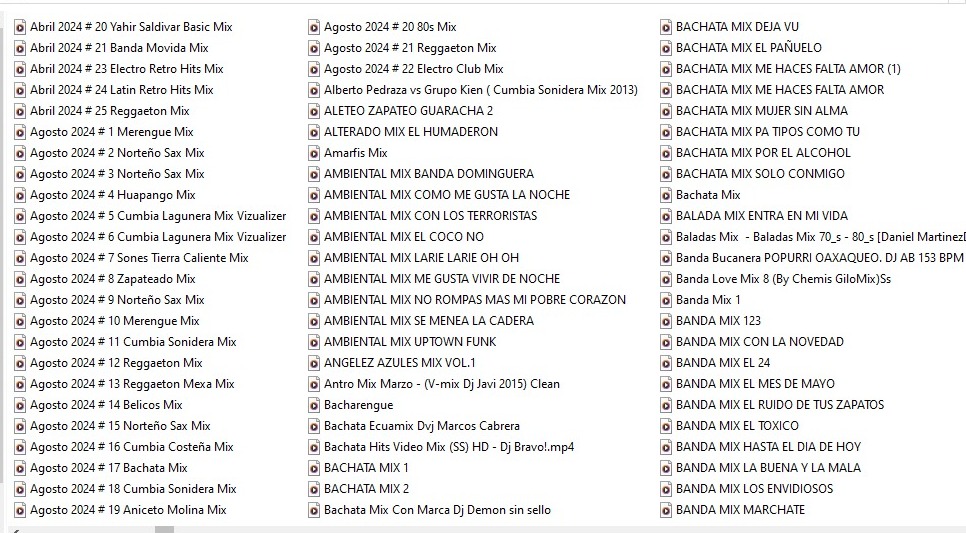 Abril 2024 # 20 Yahir Saldivar Basic Mix
Abril 2024 # 21 Banda Movida Mix
Abril 2024 # 23 Electro Retro Hits Mix
Abril 2024 # 24 Latin Retro Hits Mix
Abril 2024 # 25 Reggaeton Mix
Agosto 2024 # 1 Merengue Mix
Agosto 2024 # 2 Norteño Sax Mix
Agosto 2024 # 3 Norteño Sax Mix
Agosto 2024 # 4 Huapango Mix
Agosto 2024 # 5 Cumbia Lagunera Mix Vizualizer
Agosto 2024 # 6 Cumbia Lagunera Mix Vizualizer
Agosto 2024 # 7 Sones Tierra Caliente Mix
Agosto 2024 # 8 Zapateado Mix
Agosto 2024 # 9 Norteño Sax Mix
Agosto 2024 # 10 Merengue Mix
Agosto 2024 # 11 Cumbia Sonidera Mix
Agosto 2024 # 12 Reggaeton Mix
Agosto 2024 # 13 Reggaeton Mexa Mix
Agosto 2024 # 14 Belicos Mix
Agosto 2024 # 15 Norteño Sax Mix
Agosto 2024 # 16 Cumbia Costeña Mix
Agosto 2024 # 17 Bachata Mix
Agosto 2024 # 18 Cumbia Sonidera Mix
Agosto 2024 # 19 Aniceto Molina Mix
Agosto 2024 # 20 80s Mix
Agosto 2024 # 21 Reggaeton Mix
Agosto 2024 # 22 Electro Club Mix
Alberto Pedraza vs Grupo Kien ( Cumbia Sonidera Mix 2013)
ALETEO ZAPATEO GUARACHA 2
ALTERADO MIX EL HUMADERON
Amarfis Mix
AMBIENTAL MIX BANDA DOMINGUERA
AMBIENTAL MIX COMO ME GUSTA LA NOCHE
AMBIENTAL MIX CON LOS TERRORISTAS
AMBIENTAL MIX EL COCO NO
AMBIENTAL MIX LARIE LARIE OH OH
AMBIENTAL MIX ME GUSTA VIVIR DE NOCHE
AMBIENTAL MIX NO ROMPAS MAS MI POBRE CORAZON
AMBIENTAL MIX SE MENEA LA CADERA
AMBIENTAL MIX UPTOWN FUNK
ANGELEZ AZULES MIX VOL.1
Antro Mix Marzo - (V-mix Dj Javi 2015) Clean
Bacharengue
Bachata Ecuamix Dvj Marcos Cabrera
Bachata Hits Video Mix (SS) HD - Dj Bravo!.mp4
BACHATA MIX 1
BACHATA MIX 2
Bachata Mix Con Marca Dj Demon sin sello
BACHATA MIX DEJA VU
BACHATA MIX EL PAÑUELO
BACHATA MIX ME HACES FALTA AMOR (1)
BACHATA MIX ME HACES FALTA AMOR
BACHATA MIX MUJER SIN ALMA
BACHATA MIX PA TIPOS COMO TU
BACHATA MIX POR EL ALCOHOL
BACHATA MIX SOLO CONMIGO
Bachata Mix
BALADA MIX ENTRA EN MI VIDA
Baladas Mix  - Baladas Mix 70_s - 80_s [Daniel Martinez
Banda Bucanera POPURRI OAXAQUEO. DJ AB 153 BPM
Banda Love Mix 8 (By Chemis GiloMix)Ss
Banda Mix 1
BANDA MIX 123
BANDA MIX CON LA NOVEDAD
BANDA MIX EL 24
BANDA MIX EL MES DE MAYO
BANDA MIX EL RUIDO DE TUS ZAPATOS
BANDA MIX EL TOXICO
BANDA MIX HASTA EL DIA DE HOY
BANDA MIX LA BUENA Y LA MALA
BANDA MIX LOS ENVIDIOSOS
BANDA MIX MARCHATE